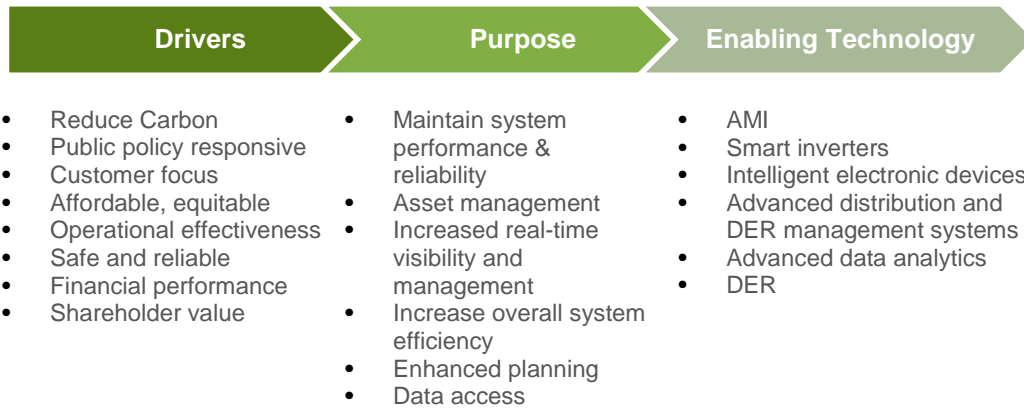 Drivers
Purpose
Enabling Technology
• Reduce Carbon
• Public policy responsive
• Customer focus
• Affordable, equitable
• Operational effectiveness
• Safe and reliable
• Financial performance
• Shareholder value
• Maintain system
performance &
reliability
• Asset management
• Increased real-time
visibility and
management
• Increase overall system
efficiency
• Enhanced planning
• Data access
• AMI
• Smart inverters
• Intelligent electronic devices
• Advanced distribution and
DER management systems
• Advanced data analytics
• DER